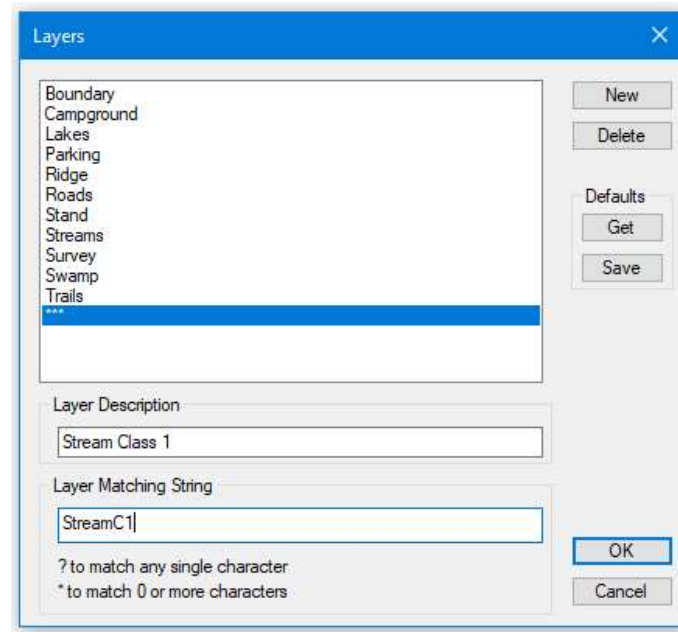 Layers
Boundary
Campground
Lakes
Parking
Ridge
Roads
Stand
Streams
Survey
Swamp
Trails
***
New
Delete
Defaults
Get
Save
Layer Description
Stream Class 1
Layer Matching String
StreamC1
? to match any single character
* to match 0 or more characters
OK
Cancel